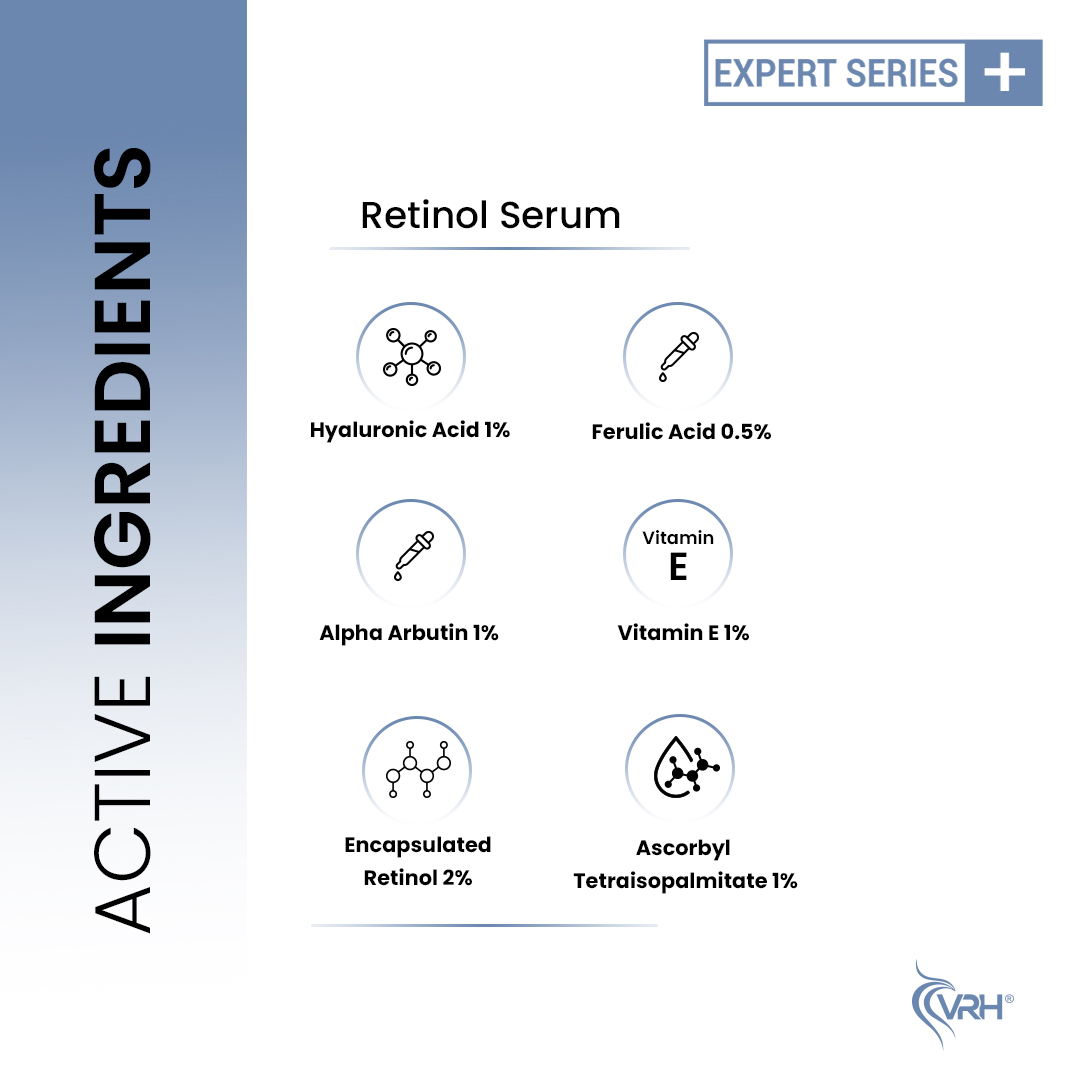 ACTIVE INGREDIENTS
EXPERT SERIES +
Retinol Serum
Hyaluronic Acid 1%
Ferulic Acid 0.5%
Alpha Arbutin 1%
Vitamin
E
Vitamin E 1%
Encapsulated
Retinol 2%
Ascorbyl
Tetraisopalmitate 1%
VRH®